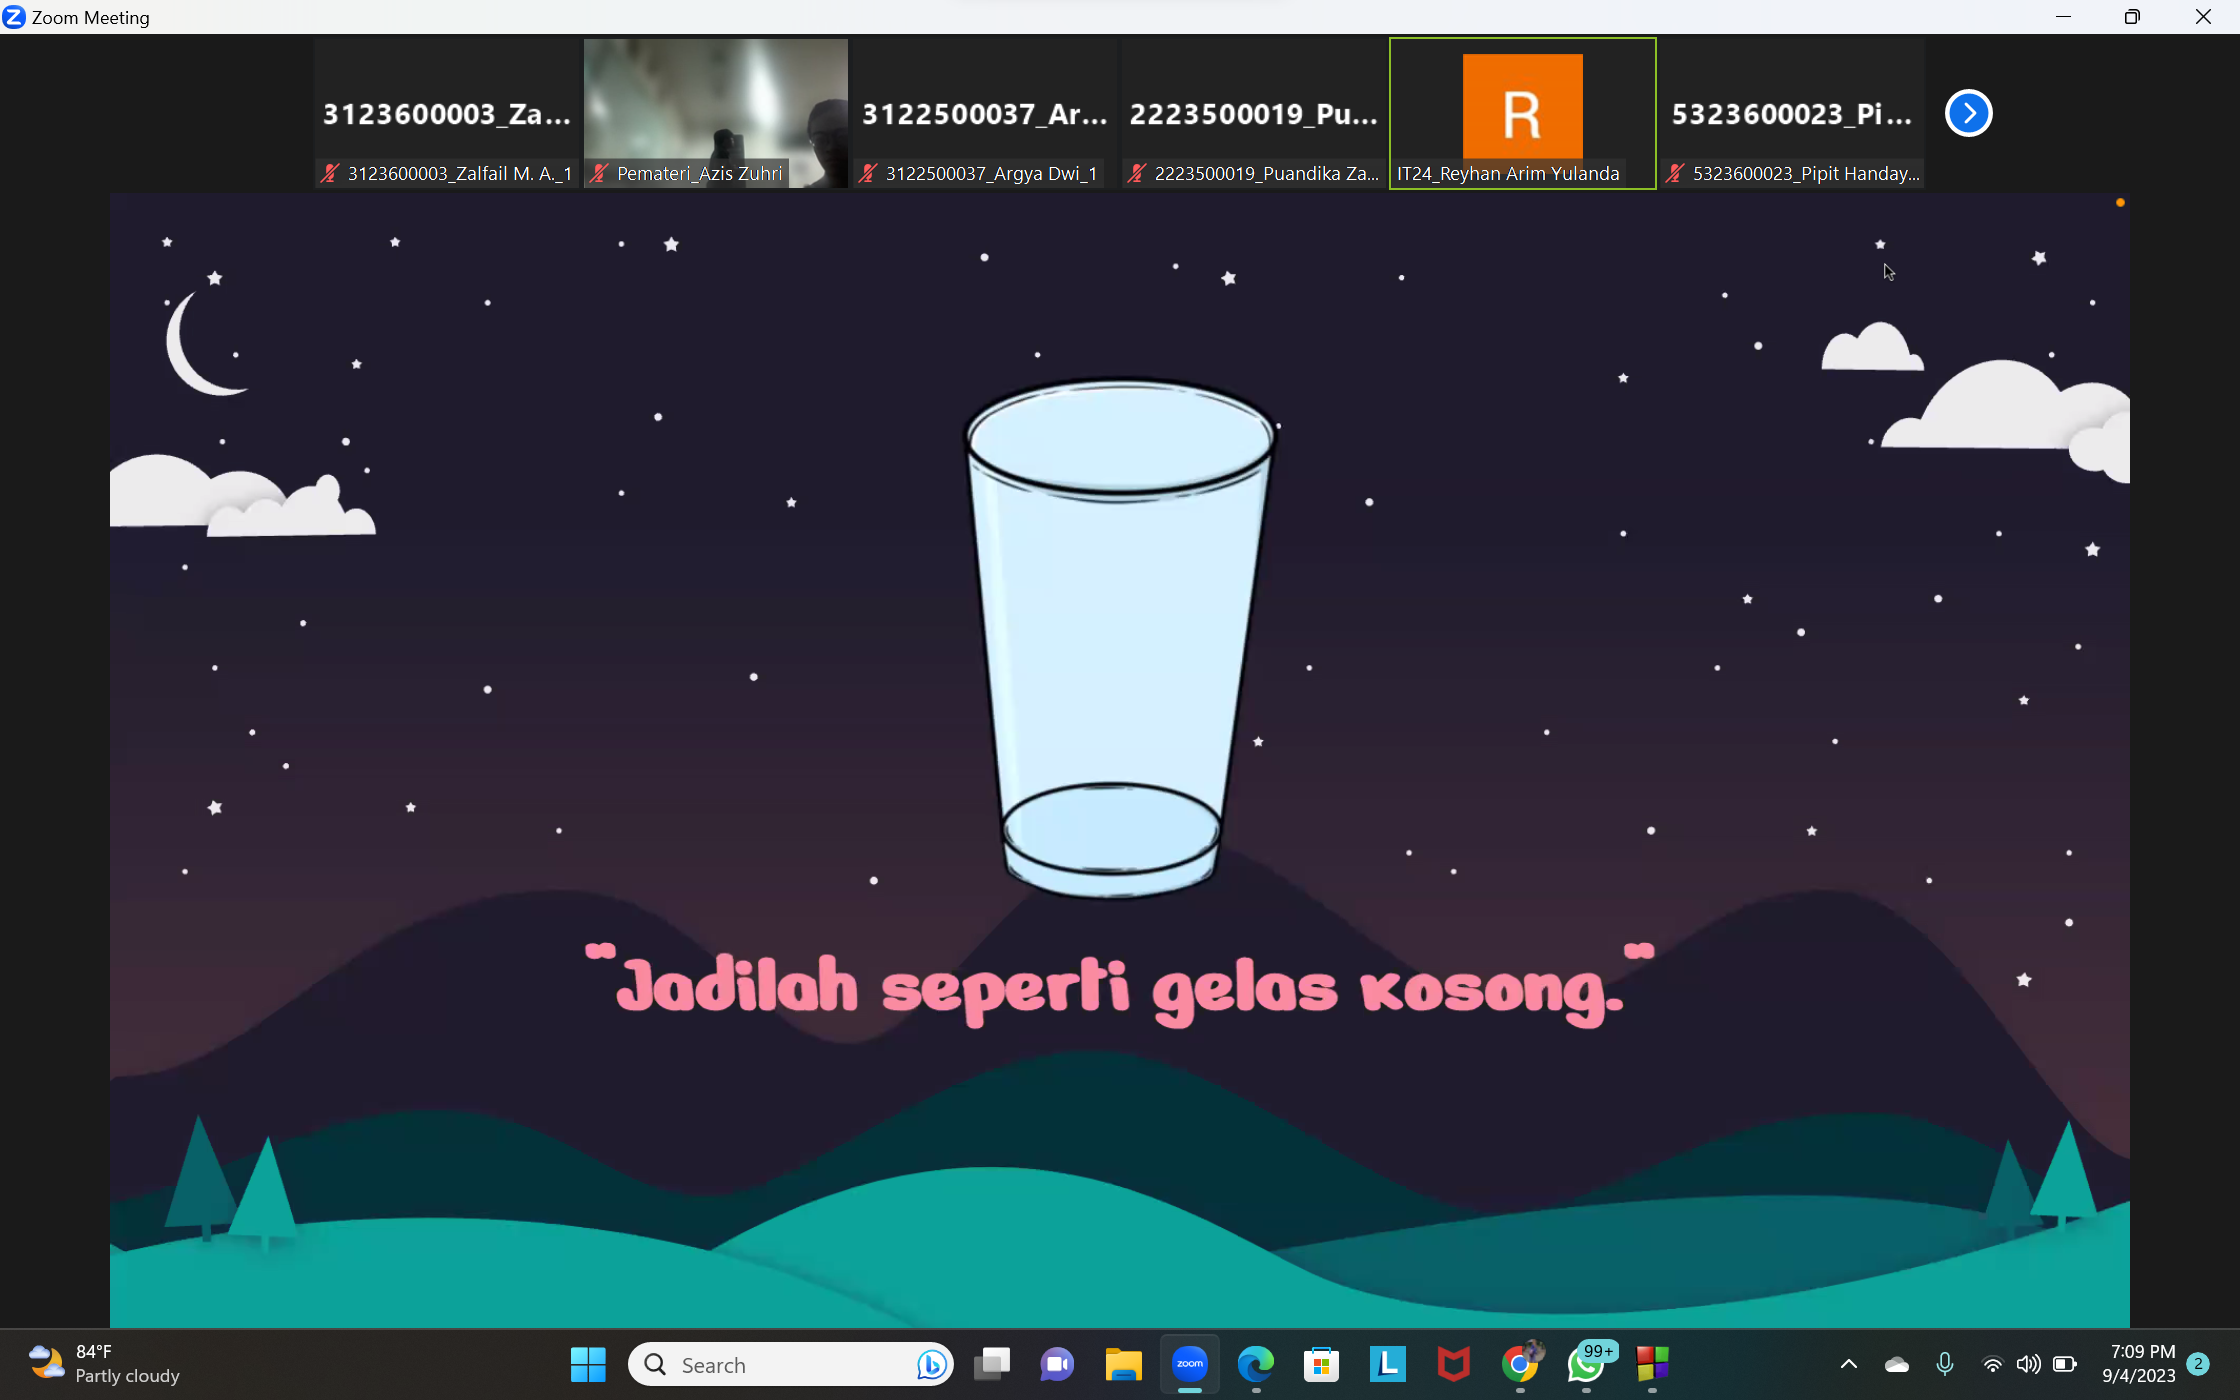 Zoom Meeting
3123600003_Za...
3122500037_Ar...
2223500019_Pu...
R
5323600023_Pi...
3123600003_Zalfail M. A._1
Pemateri_Azis Zuhri
3122500037_Argya Dwi_1
2223500019_Puandika Za...
IT24_Reyhan Arim Yulanda
5323600023_Pipit Handay...
"Jadilah seperti gelas kosong."
84°F
Partly cloudy
Search
zoom
L
99+
7:09 PM
9/4/2023
2